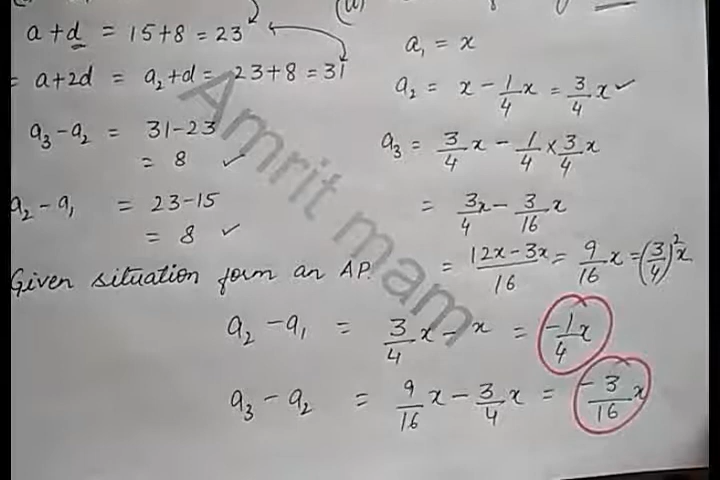 a+d = 15+8 = 23
= a+2d = a₂+d = 23+8 = 31
a₃-a₂ = 31-23
= 8 ✓
a₂-a₁ = 23-15
= 8 ✓
Given situation form an AP.
a₁ = x
a₂ = x - 1/4 x = 3/4 x ✓
a₃ = 3/4 x - 1/4 × 3/4 x
= 3x/4 - 3/16 x
= (12x-3x)/16 = 9/16 x = (3/4)² x
a₂-a₁ = 3/4 x - x = -1/4 x
a₃-a₂ = 9/16 x - 3/4 x = -3/16 x
Amrit mam